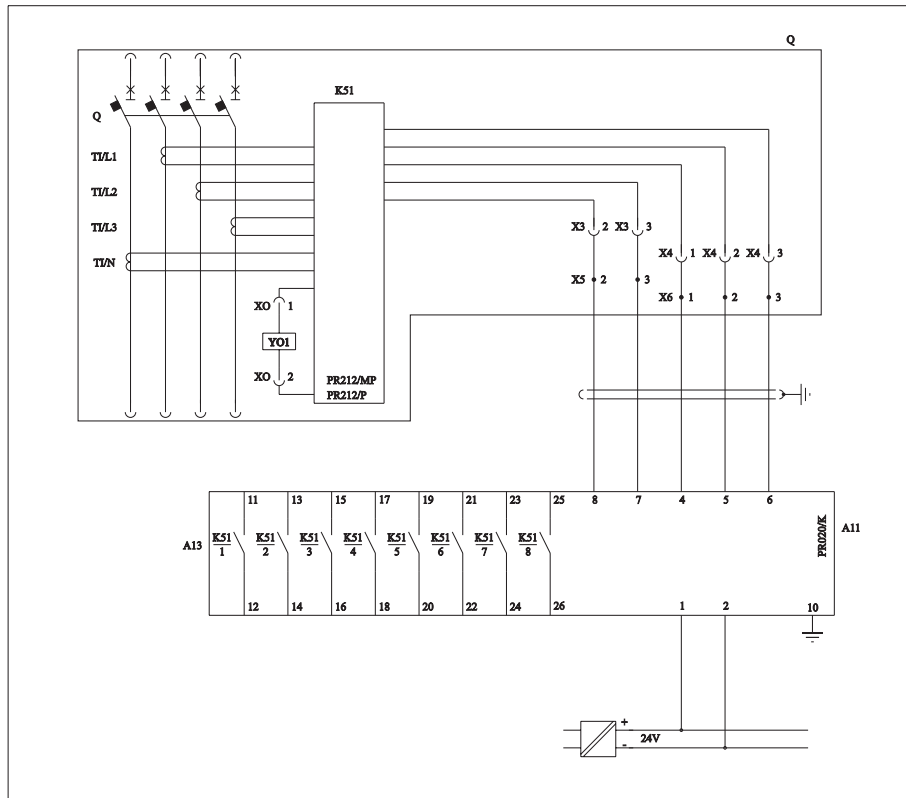 Q
K51
Q
TI/L1
TI/L2
TI/L3
TI/N
X3 2 X3 3
X4 1 X4 2 X4 3
X5 2 3
X6 1 2 3
XO 1
YO1
XO 2
PR212/MP
PR212/P
11 13 15 17 19 21 23 25 8 7 4 5 6
A13 K51 K51 K51 K51 K51 K51 K51 K51 PR020/K A11
1 2 3 4 5 6 7 8
12 14 16 18 20 22 24 26 1 2 10
+
24V
-